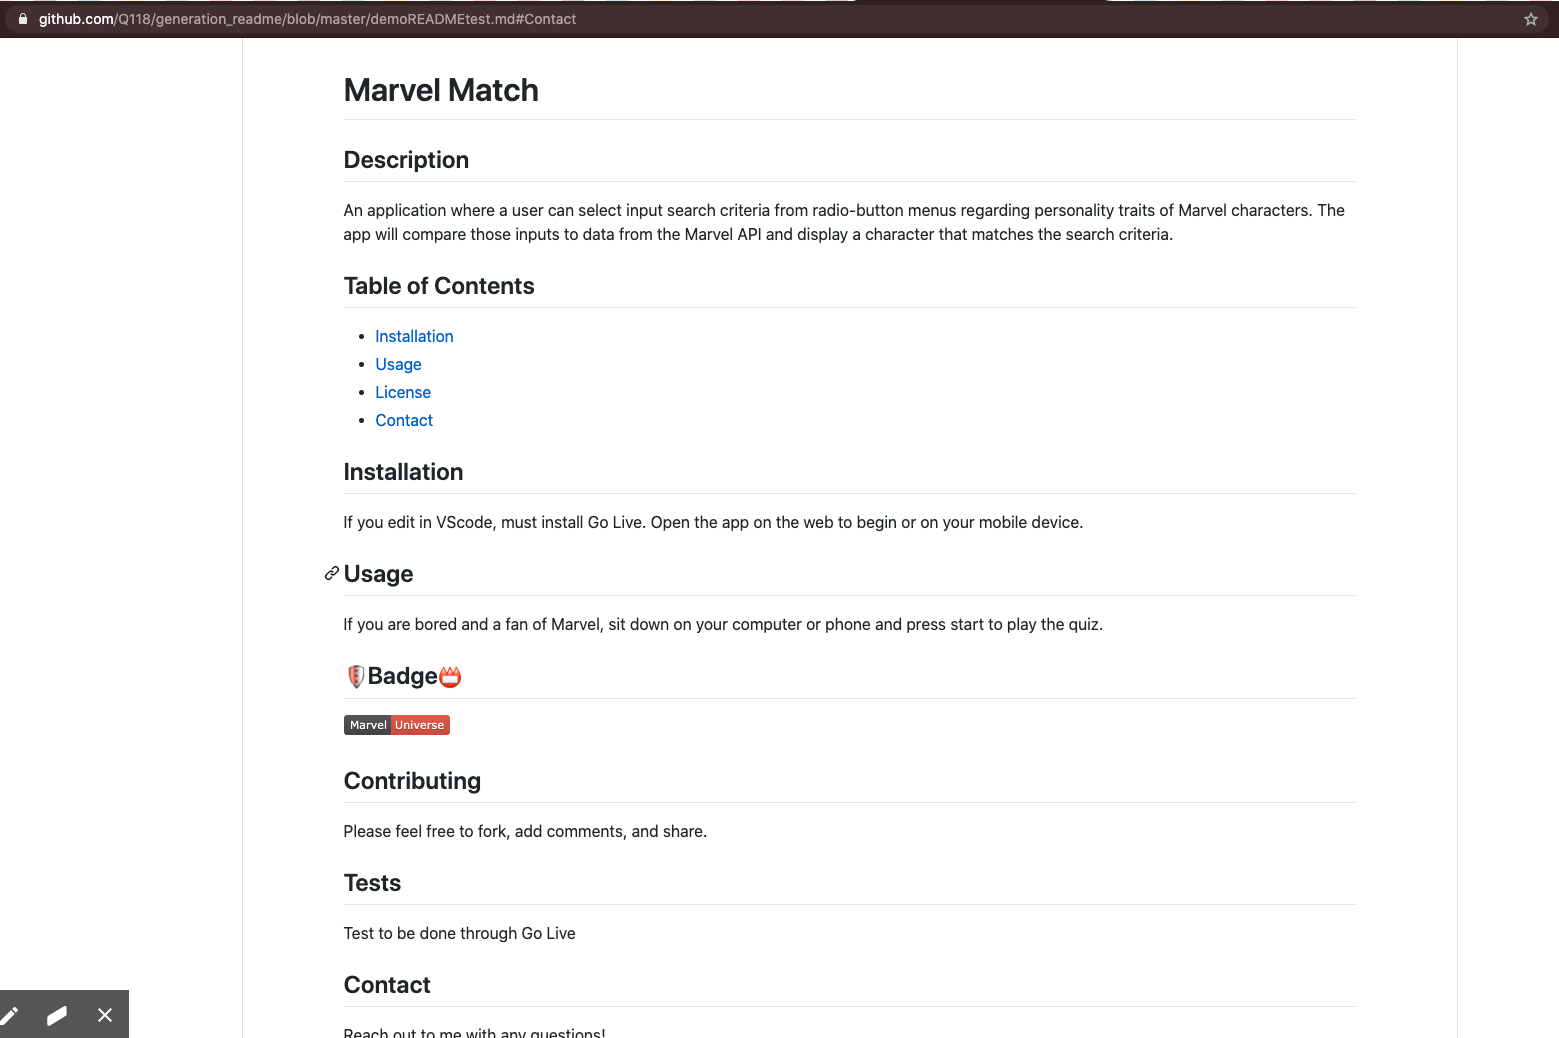 github.com/Q118/generation_readme/blob/master/demoREADMEtest.md#Contact
Marvel Match
Description
An application where a user can select input search criteria from radio-button menus regarding personality traits of Marvel characters. The
app will compare those inputs to data from the Marvel API and display a character that matches the search criteria.
Table of Contents
• Installation
• Usage
• License
• Contact
Installation
If you edit in VScode, must install Go Live. Open the app on the web to begin or on your mobile device.
Usage
If you are bored and a fan of Marvel, sit down on your computer or phone and press start to play the quiz.
🛡️Badge📛
Marvel Universe
Contributing
Please feel free to fork, add comments, and share.
Tests
Test to be done through Go Live
Contact
Reach out to me with any questions!